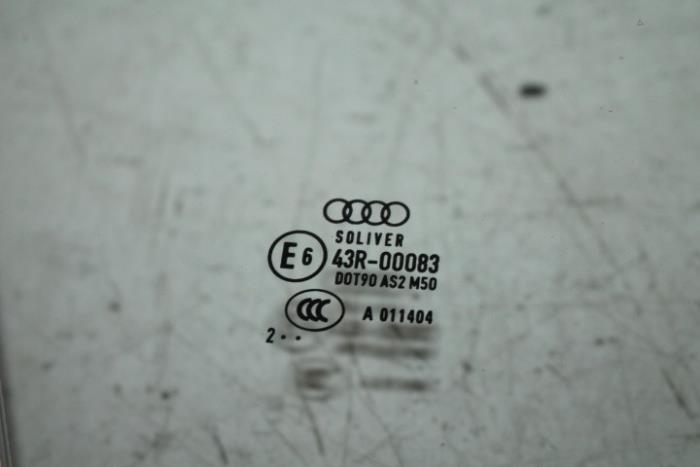 SOLIVER
E6 43R-00083
DOT90 AS2 M50
CCC A 011404
2··